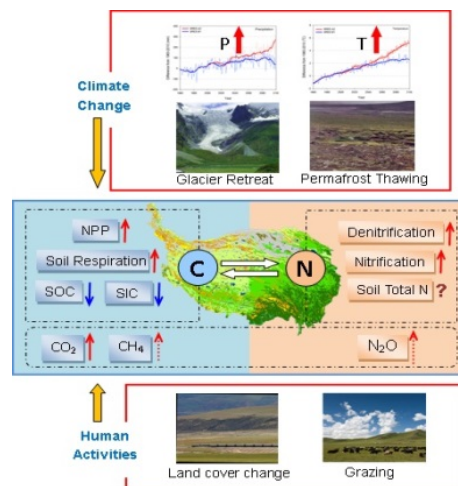 P
T
Climate
Change
Glacier Retreat
Permafrost Thawing
NPP
Soil Respiration
SOC
SIC
CO₂
CH₄
C
N
Denitrification
Nitrification
Soil Total N ?
N₂O
Human
Activities
Land cover change
Grazing